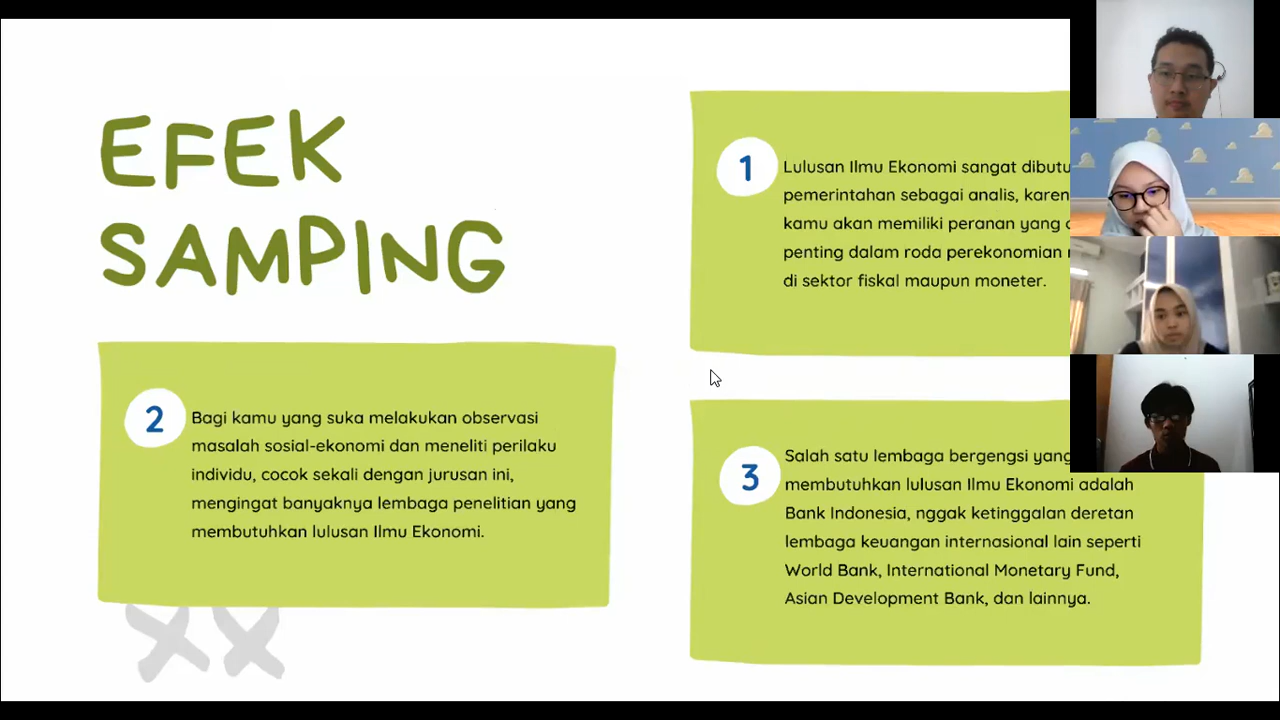 EFEK
SAMPING
1
Lulusan Ilmu Ekonomi sangat
pemerintahan sebagai analis,
kamu akan memiliki peranan yang
penting dalam roda perekonomian
di sektor fiskal maupun moneter.
2
Bagi kamu yang suka melakukan observasi
masalah sosial-ekonomi dan meneliti perilaku
individu, cocok sekali dengan jurusan ini,
mengingat banyaknya lembaga penelitian yang
membutuhkan lulusan Ilmu Ekonomi.
3
Salah satu lembaga bergengsi yang
membutuhkan lulusan Ilmu Ekonomi adalah
Bank Indonesia, nggak ketinggalan deretan
lembaga keuangan internasional lain seperti
World Bank, International Monetary Fund,
Asian Development Bank, dan lainnya.